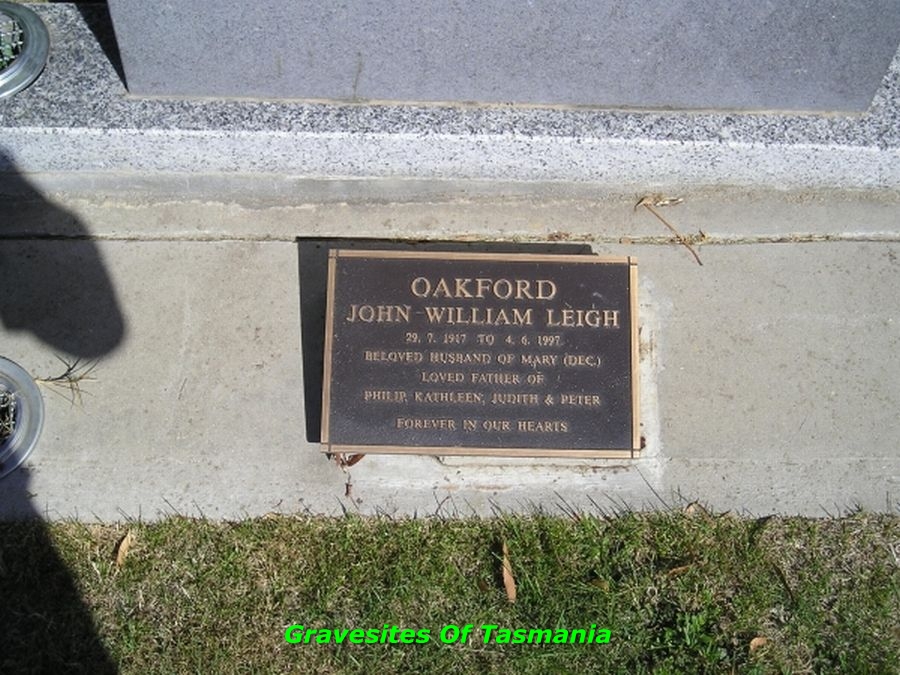 OAKFORD
JOHN WILLIAM LEIGH
29. 7. 1917 TO 4. 6. 1997
BELOVED HUSBAND OF MARY (DEC.)
LOVED FATHER OF
PHILIP, KATHLEEN, JUDITH & PETER
FOREVER IN OUR HEARTS
Gravesites Of Tasmania